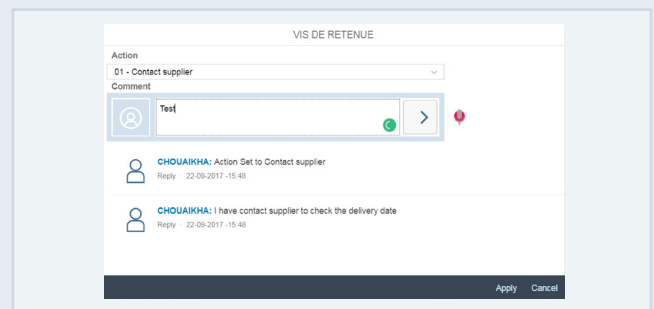 VIS DE RETENUE
Action
01 - Contact supplier
Comment
Test
CHOUAIKHA: Action Set to Contact supplier
Reply · 22-09-2017 -15:48
CHOUAIKHA: I have contact supplier to check the delivery date
Reply · 22-09-2017 -15:48
Apply Cancel